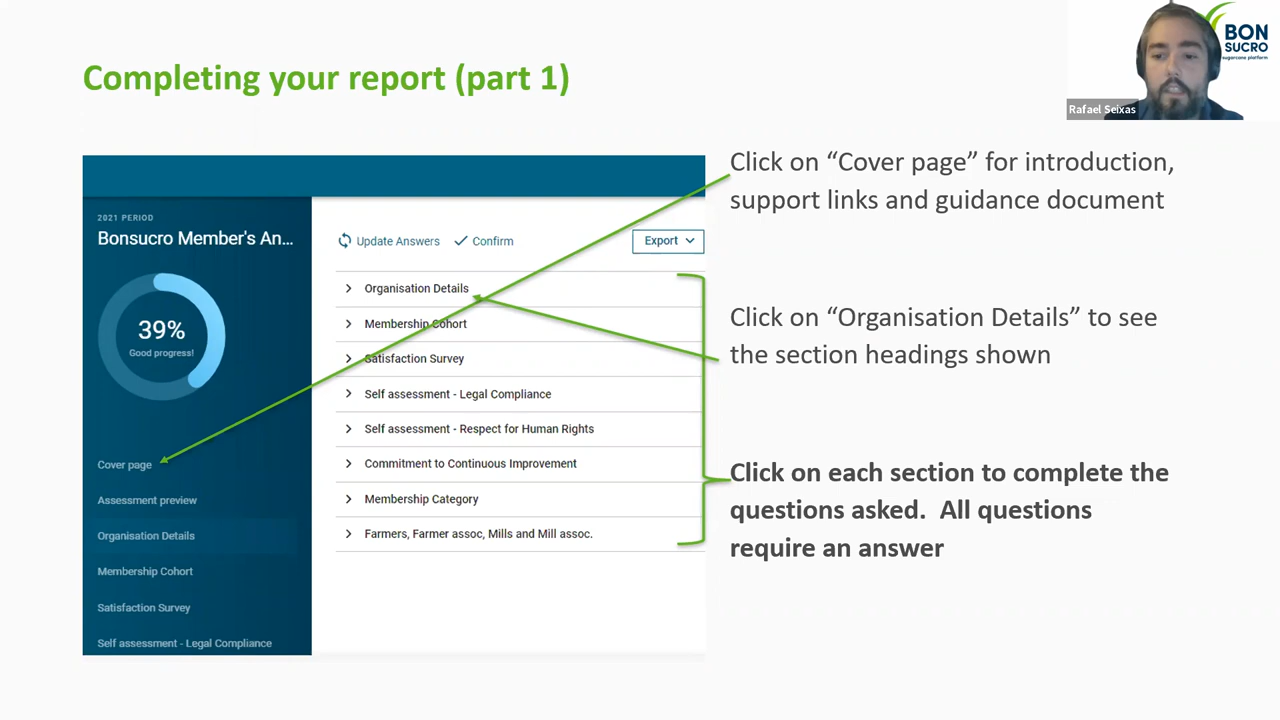 Completing your report (part 1)
BON
SUCRO
sugarcane platform
Rafael Seixas
2021 PERIOD
Bonsucro Member's An...
39%
Good progress!
Cover page
Assessment preview
Organisation Details
Membership Cohort
Satisfaction Survey
Self assessment - Legal Compliance
Update Answers
Confirm
Export
Organisation Details
Membership Cohort
Satisfaction Survey
Self assessment - Legal Compliance
Self assessment - Respect for Human Rights
Commitment to Continuous Improvement
Membership Category
Farmers, Farmer assoc, Mills and Mill assoc.
Click on “Cover page” for introduction,
support links and guidance document
Click on “Organisation Details” to see
the section headings shown
Click on each section to complete the
questions asked.  All questions
require an answer